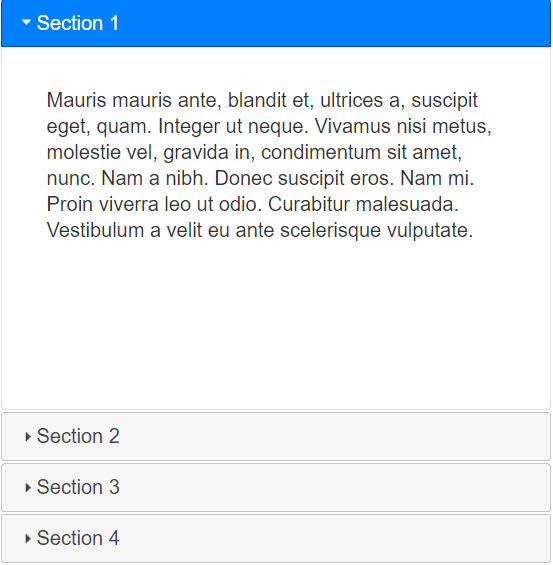 Section 1
Mauris mauris ante, blandit et, ultrices a, suscipit
eget, quam. Integer ut neque. Vivamus nisi metus,
molestie vel, gravida in, condimentum sit amet,
nunc. Nam a nibh. Donec suscipit eros. Nam mi.
Proin viverra leo ut odio. Curabitur malesuada.
Vestibulum a velit eu ante scelerisque vulputate.
Section 2
Section 3
Section 4